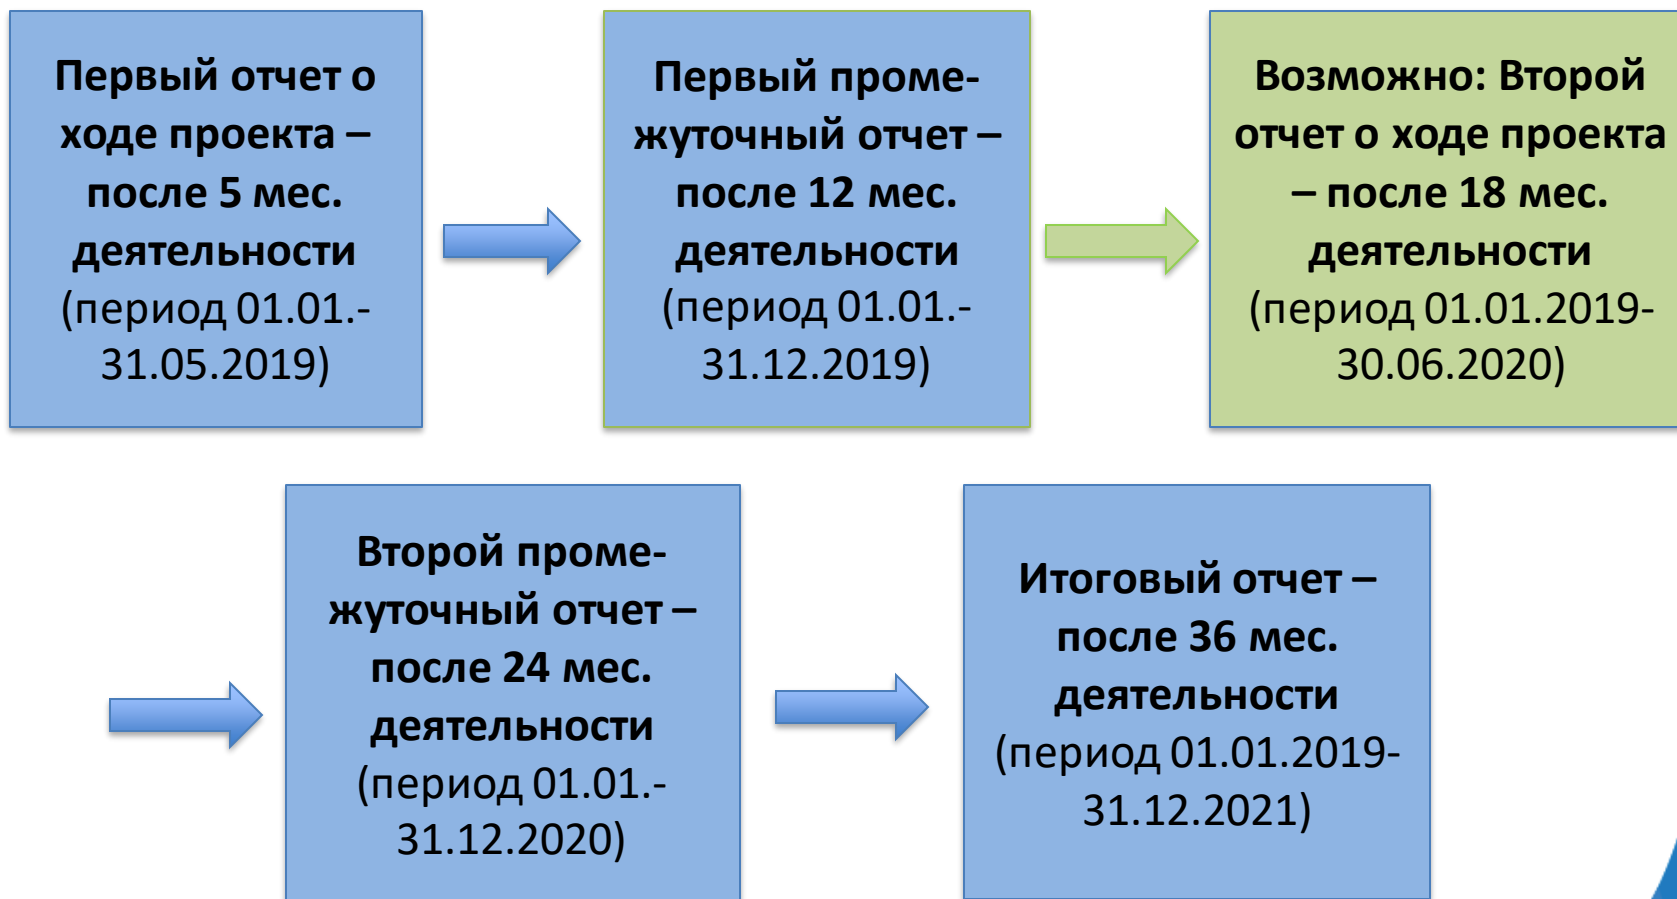 Первый отчет о
ходе проекта –
после 5 мес.
деятельности
(период 01.01.-
31.05.2019)
Первый проме-
жуточный отчет –
после 12 мес.
деятельности
(период 01.01.-
31.12.2019)
Возможно: Второй
отчет о ходе проекта
– после 18 мес.
деятельности
(период 01.01.2019-
30.06.2020)
Второй проме-
жуточный отчет –
после 24 мес.
деятельности
(период 01.01.-
31.12.2020)
Итоговый отчет –
после 36 мес.
деятельности
(период 01.01.2019-
31.12.2021)